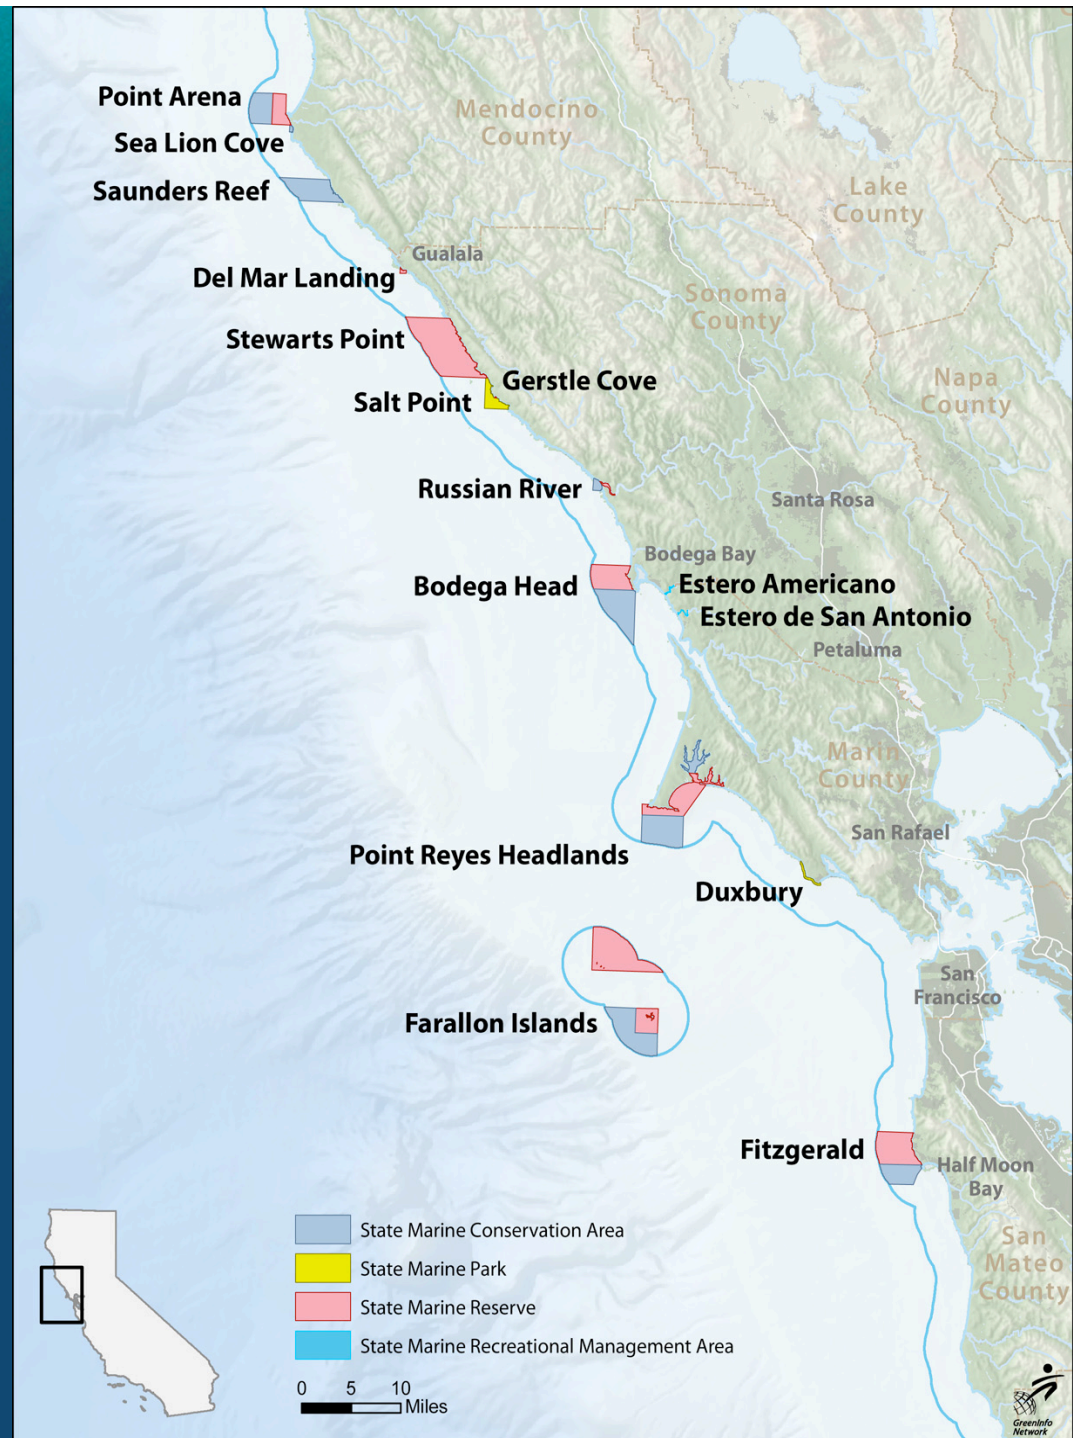 Point Arena
Sea Lion Cove
Saunders Reef
Mendocino
County
Lake
County
Gualala
Del Mar Landing
Sonoma
County
Stewarts Point
Gerstle Cove
Salt Point
Napa
County
Russian River
Santa Rosa
Bodega Bay
Bodega Head
Estero Americano
Estero de San Antonio
Petaluma
Marin
County
San Rafael
Point Reyes Headlands
Duxbury
San
Francisco
Farallon Islands
Fitzgerald
Half Moon
Bay
San
Mateo
County
State Marine Conservation Area
State Marine Park
State Marine Reserve
State Marine Recreational Management Area
0 5 10
Miles
GreenInfo
Network